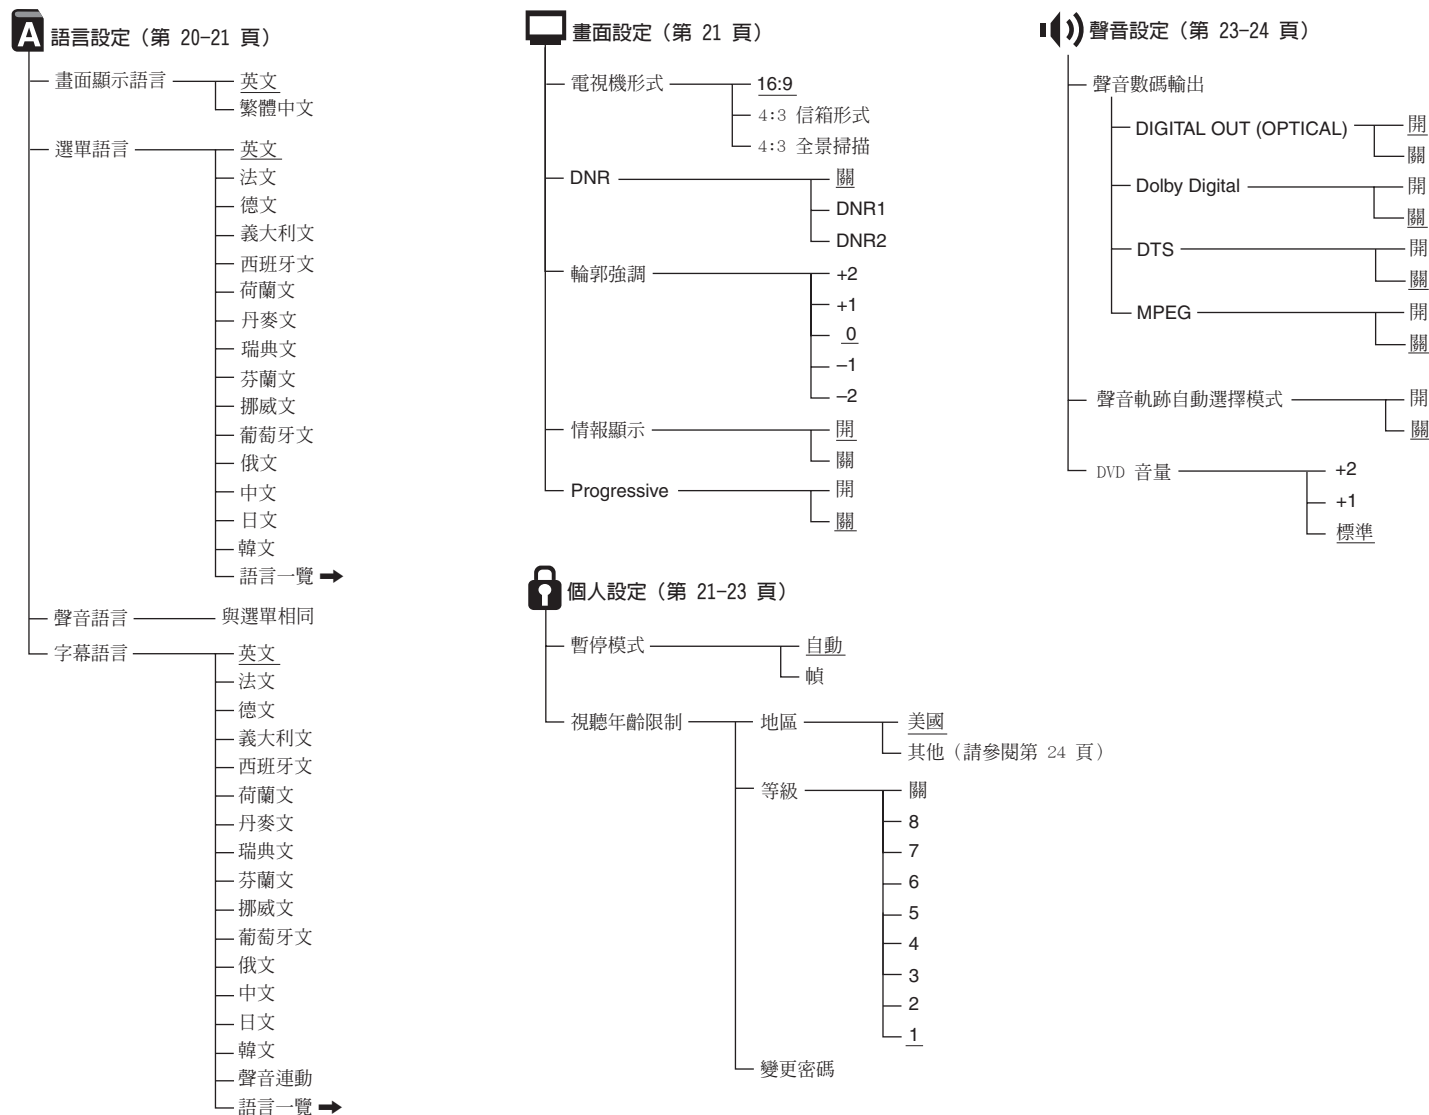 A 語言設定（第 20-21 頁）
畫面顯示語言
英文
繁體中文
選單語言
英文
法文
德文
義大利文
西班牙文
荷蘭文
丹麥文
瑞典文
芬蘭文
挪威文
葡萄牙文
俄文
中文
日文
韓文
語言一覽
聲音語言
與選單相同
字幕語言
英文
法文
德文
義大利文
西班牙文
荷蘭文
丹麥文
瑞典文
芬蘭文
挪威文
葡萄牙文
俄文
中文
日文
韓文
聲音連動
語言一覽
畫面設定（第 21 頁）
電視機形式
16:9
4:3 信箱形式
4:3 全景掃描
DNR
關
DNR1
DNR2
輪郭強調
+2
+1
0
–1
–2
情報顯示
開
關
Progressive
開
關
個人設定（第 21-23 頁）
暫停模式
自動
幀
視聽年齡限制
地區
美國
其他（請參閱第 24 頁）
等級
關
8
7
6
5
4
3
2
1
變更密碼
聲音設定（第 23-24 頁）
聲音數碼輸出
DIGITAL OUT (OPTICAL)
開
關
Dolby Digital
開
關
DTS
開
關
MPEG
開
關
聲音軌跡自動選擇模式
開
關
DVD 音量
+2
+1
標準